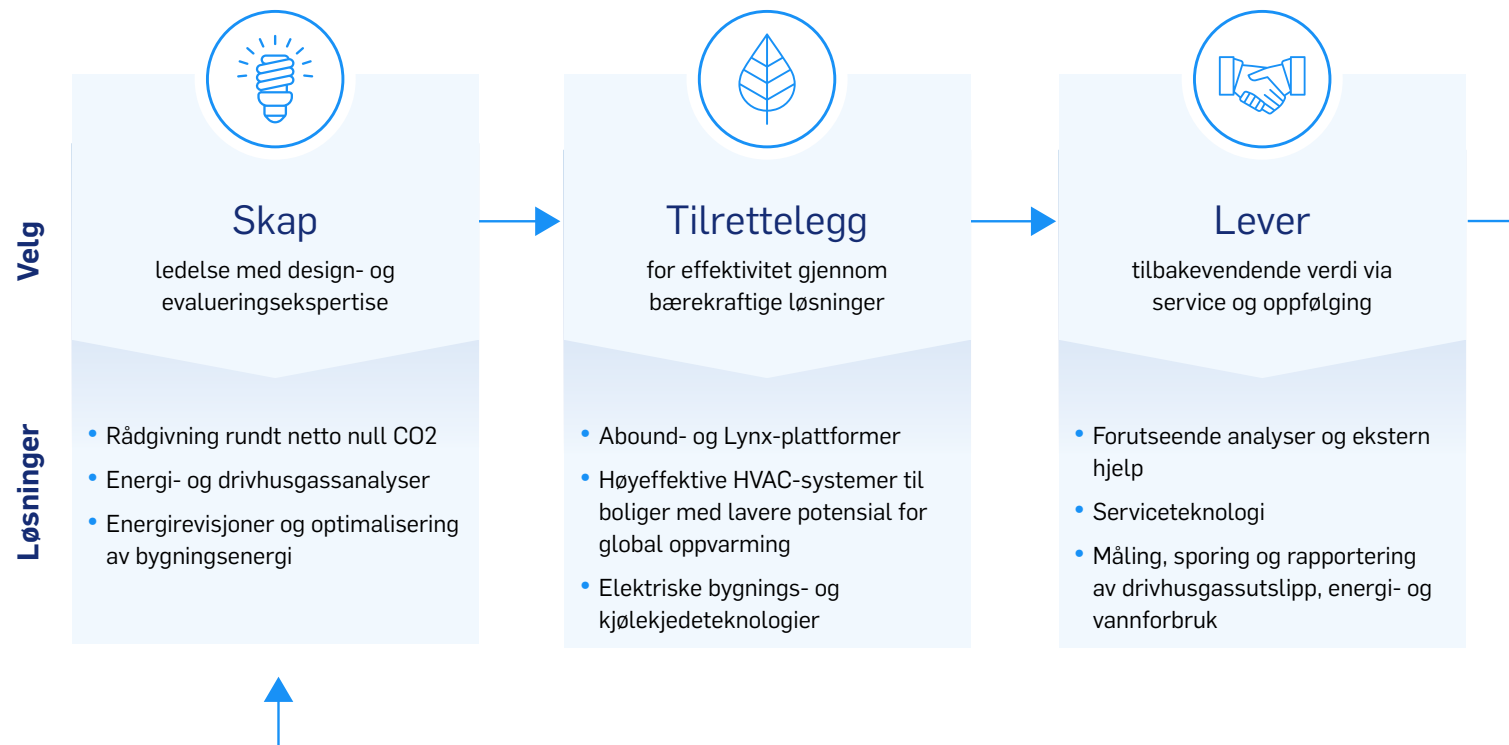 Velg
Skap
ledelse med design- og
evalueringsekspertise
Tilrettelegg
for effektivitet gjennom
bærekraftige løsninger
Lever
tilbakevendende verdi via
service og oppfølging
Løsninger
• Rådgivning rundt netto null CO2
• Energi- og drivhusgassanalyser
• Energirevisjoner og optimalisering
av bygningsenergi
• Abound- og Lynx-plattformer
• Høyeffektive HVAC-systemer til
boliger med lavere potensial for
global oppvarming
• Elektriske bygnings- og
kjølekjedeteknologier
• Forutseende analyser og ekstern
hjelp
• Serviceteknologi
• Måling, sporing og rapportering
av drivhusgassutslipp, energi- og
vannforbruk